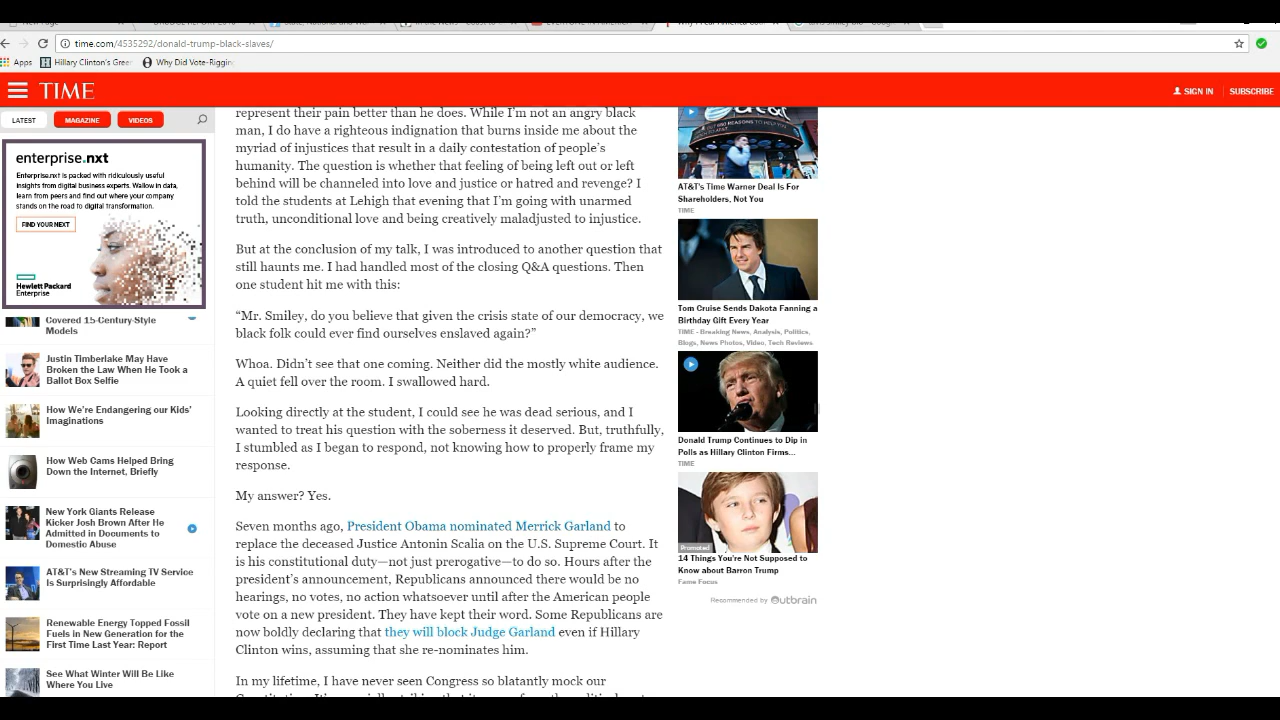 time.com/4535292/donald-trump-black-slaves/
Apps
Hillary Clinton's Gree
Why Did Vote-Riggin
TIME
SIGN IN
SUBSCRIBE
LATEST
MAGAZINE
VIDEOS
enterprise.nxt
Enterprise.nxt is packed with ridiculously useful
insights from digital business experts. Wallow in data,
learn from peers and find out where your company
stands on the road to digital transformation.
FIND YOUR NEXT
Hewlett Packard
Enterprise
Covered 15-Century-Style
Models
Justin Timberlake May Have
Broken the Law When He Took a
Ballot Box Selfie
How We're Endangering our Kids'
Imaginations
How Web Cams Helped Bring
Down the Internet, Briefly
New York Giants Release
Kicker Josh Brown After He
Admitted in Documents to
Domestic Abuse
AT&T's New Streaming TV Service
Is Surprisingly Affordable
Renewable Energy Topped Fossil
Fuels in New Generation for the
First Time Last Year: Report
See What Winter Will Be Like
Where You Live
represent their pain better than he does. While I'm not an angry black
man, I do have a righteous indignation that burns inside me about the
myriad of injustices that result in a daily contestation of people's
humanity. The question is whether that feeling of being left out or left
behind will be channeled into love and justice or hatred and revenge? I
told the students at Lehigh that evening that I'm going with unarmed
truth, unconditional love and being creatively maladjusted to injustice.
But at the conclusion of my talk, I was introduced to another question that
still haunts me. I had handled most of the closing Q&A questions. Then
one student hit me with this:
“Mr. Smiley, do you believe that given the crisis state of our democracy, we
black folk could ever find ourselves enslaved again?”
Whoa. Didn't see that one coming. Neither did the mostly white audience.
A quiet fell over the room. I swallowed hard.
Looking directly at the student, I could see he was dead serious, and I
wanted to treat his question with the soberness it deserved. But, truthfully,
I stumbled as I began to respond, not knowing how to properly frame my
response.
My answer? Yes.
Seven months ago, President Obama nominated Merrick Garland to
replace the deceased Justice Antonin Scalia on the U.S. Supreme Court. It
is his constitutional duty—not just prerogative—to do so. Hours after the
president's announcement, Republicans announced there would be no
hearings, no votes, no action whatsoever until after the American people
vote on a new president. They have kept their word. Some Republicans are
now boldly declaring that they will block Judge Garland even if Hillary
Clinton wins, assuming that she re-nominates him.
In my lifetime, I have never seen Congress so blatantly mock our
AT&T's Time Warner Deal Is For
Shareholders, Not You
TIME
Tom Cruise Sends Dakota Fanning a
Birthday Gift Every Year
TIME - Breaking News, Analysis, Politics,
Blogs, News Photos, Video, Tech Reviews
Donald Trump Continues to Dip in
Polls as Hillary Clinton Firms...
TIME
Promoted
14 Things You're Not Supposed to
Know about Barron Trump
Fame Focus
Recommended by Outbrain